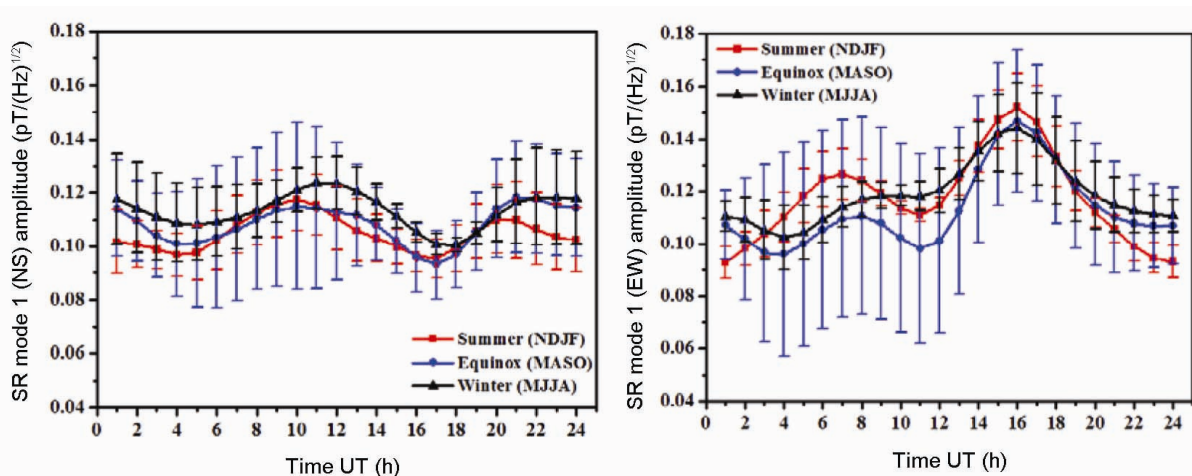 SR mode 1 (NS) amplitude (pT/(Hz)^1/2)
0.18
0.16
0.14
0.12
0.10
0.08
0.06
0.04
0 2 4 6 8 10 12 14 16 18 20 22 24
Time UT (h)
Summer (NDJF)
Equinox (MASO)
Winter (MJJA)
SR mode 1 (EW) amplitude (pT/(Hz)^1/2)
0.18
0.16
0.14
0.12
0.10
0.08
0.06
0.04
0 2 4 6 8 10 12 14 16 18 20 22 24
Time UT (h)
Summer (NDJF)
Equinox (MASO)
Winter (MJJA)